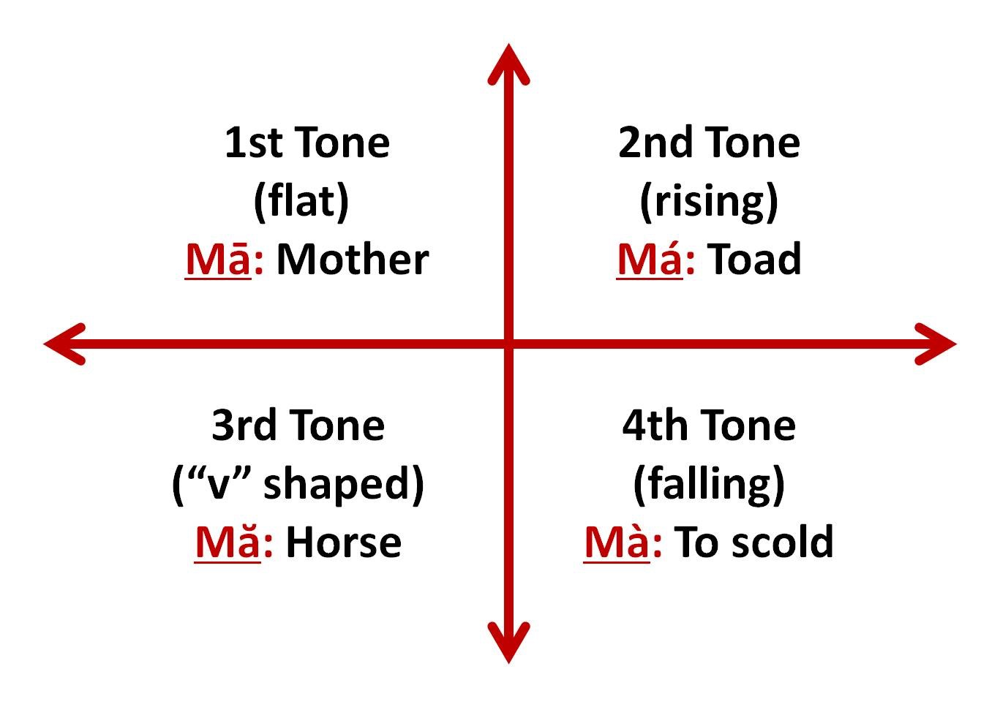 1st Tone
(flat)
Mā: Mother
2nd Tone
(rising)
Má: Toad
3rd Tone
(“v” shaped)
Mă: Horse
4th Tone
(falling)
Mà: To scold